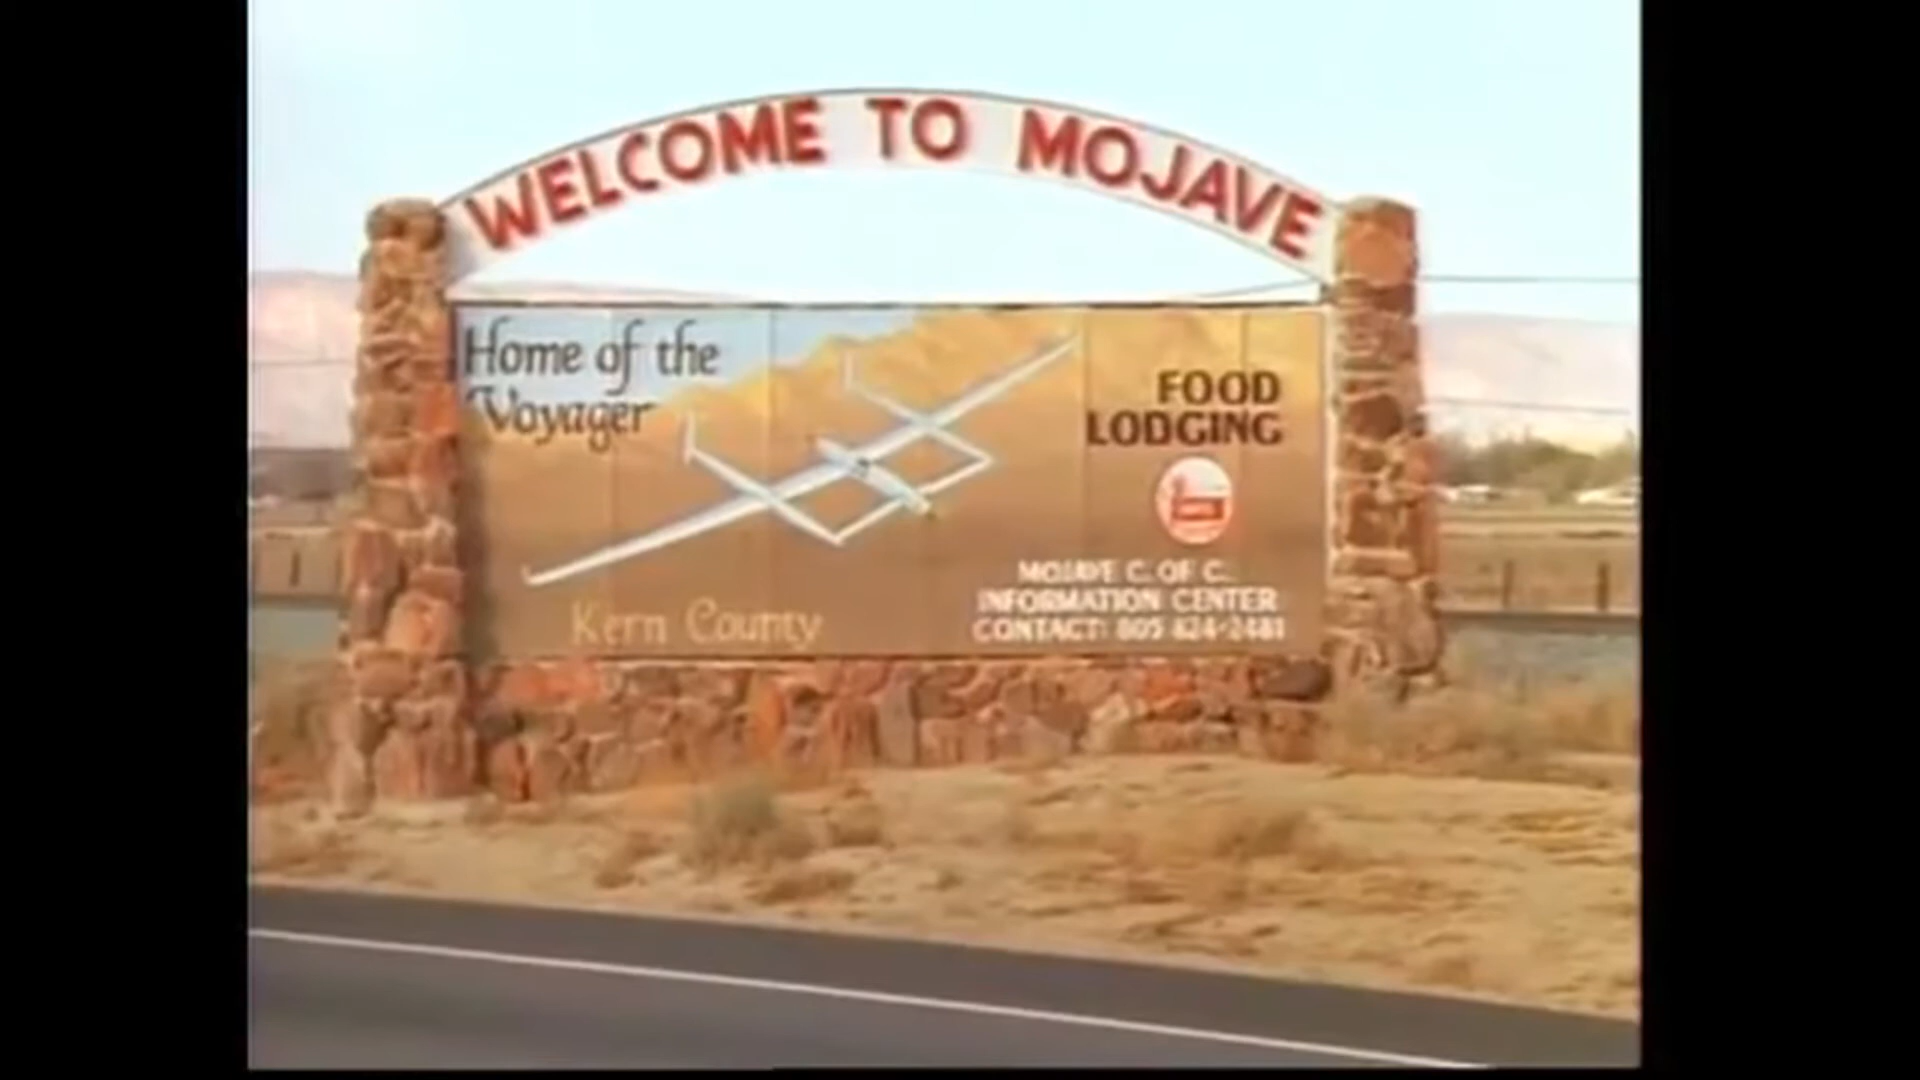 WELCOME TO MOJAVE
Home of the
Voyager
FOOD
LODGING
MOJAVE C. OF C.
INFORMATION CENTER
CONTACT: 805-824-2481
Kern County